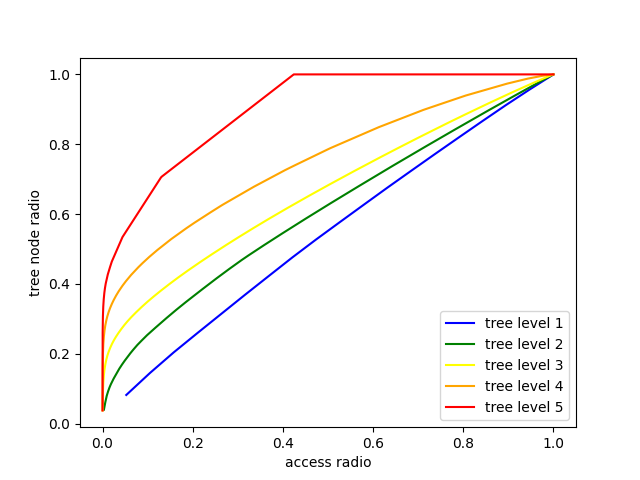 1.0
0.8
0.6
0.4
0.2
0.0
tree node radio
0.0 0.2 0.4 0.6 0.8 1.0
access radio
tree level 1
tree level 2
tree level 3
tree level 4
tree level 5